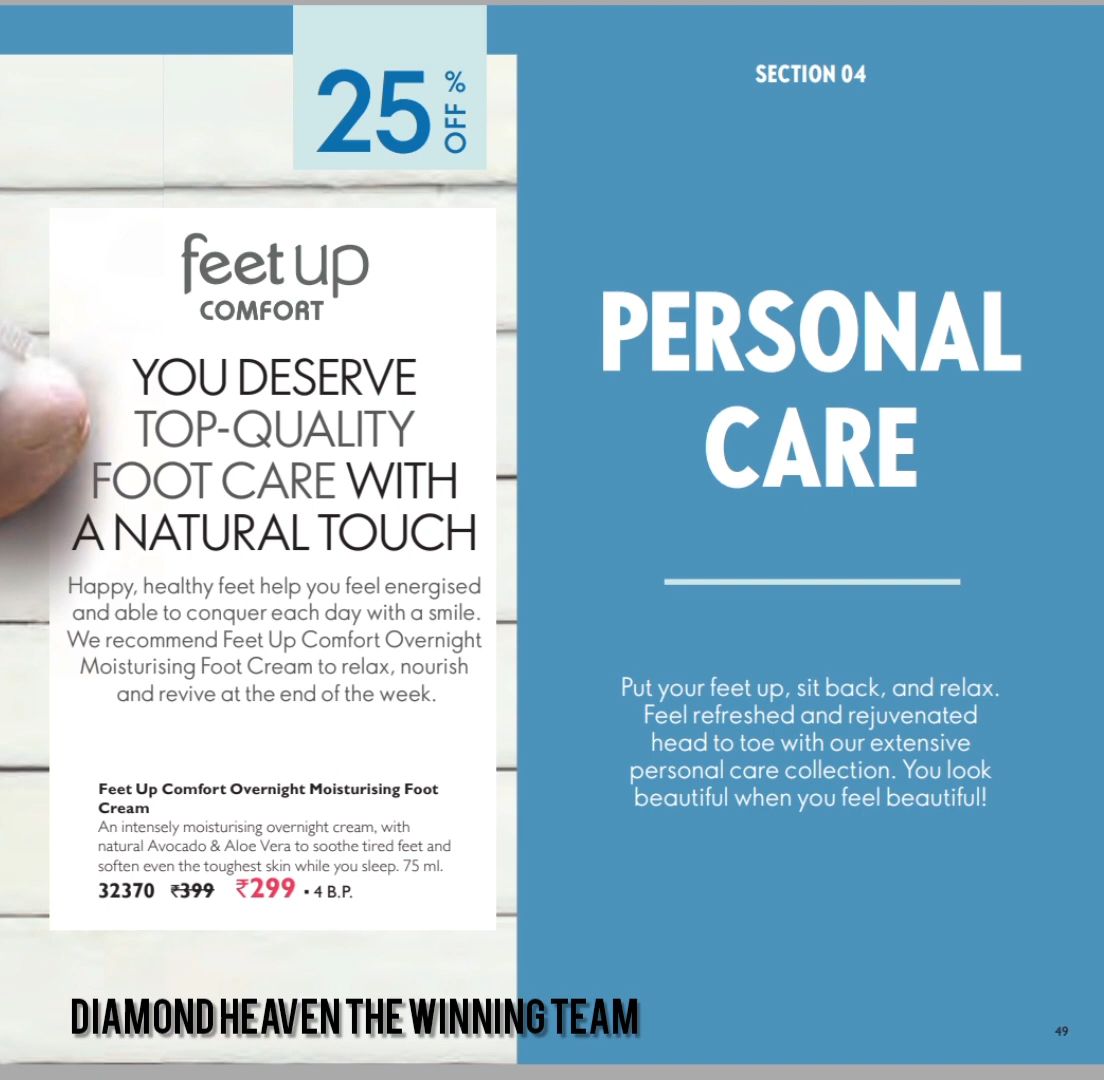 25 % OFF
feet up
COMFORT
YOU DESERVE
TOP-QUALITY
FOOT CARE WITH
A NATURAL TOUCH
Happy, healthy feet help you feel energised
and able to conquer each day with a smile.
We recommend Feet Up Comfort Overnight
Moisturising Foot Cream to relax, nourish
and revive at the end of the week.
Feet Up Comfort Overnight Moisturising Foot
Cream
An intensely moisturising overnight cream, with
natural Avocado & Aloe Vera to soothe tired feet and
soften even the toughest skin while you sleep. 75 ml.
32370 ₹399 ₹299 • 4 B.P.
SECTION 04
PERSONAL
CARE
Put your feet up, sit back, and relax.
Feel refreshed and rejuvenated
head to toe with our extensive
personal care collection. You look
beautiful when you feel beautiful!
DIAMOND HEAVEN THE WINNING TEAM
49